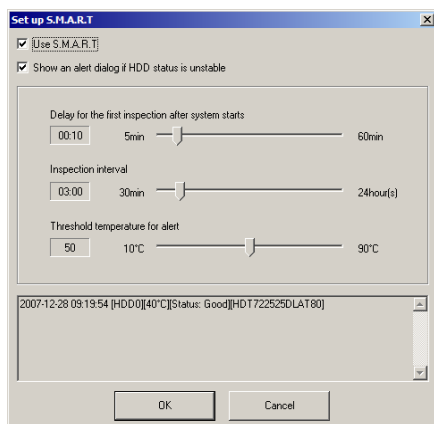 Set up S.M.A.R.T
Use S.M.A.R.T
Show an alert dialog if HDD status is unstable
Delay for the first inspection after system starts
00:10 5min 60min
Inspection interval
03:00 30min 24hour(s)
Threshold temperature for alert
50 10°C 90°C
2007-12-28 09:19:54 [HDD0][40°C][Status: Good][HDT722525DLAT80]
OK Cancel